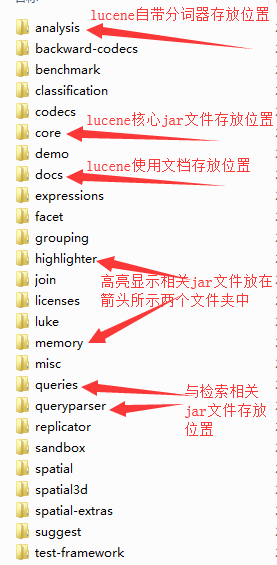 analysis
lucene自带分词器存放位置
backward-codecs
benchmark
classification
codecs
lucene核心jar文件存放位置
core
demo
lucene使用文档存放位置
docs
expressions
facet
grouping
highlighter
join
高亮显示相关jar文件放在
箭头所示两个文件夹中
licenses
luke
memory
misc
queries
与检索相关
jar文件存放
位置
queryparser
replicator
sandbox
spatial
spatial3d
spatial-extras
suggest
test-framework